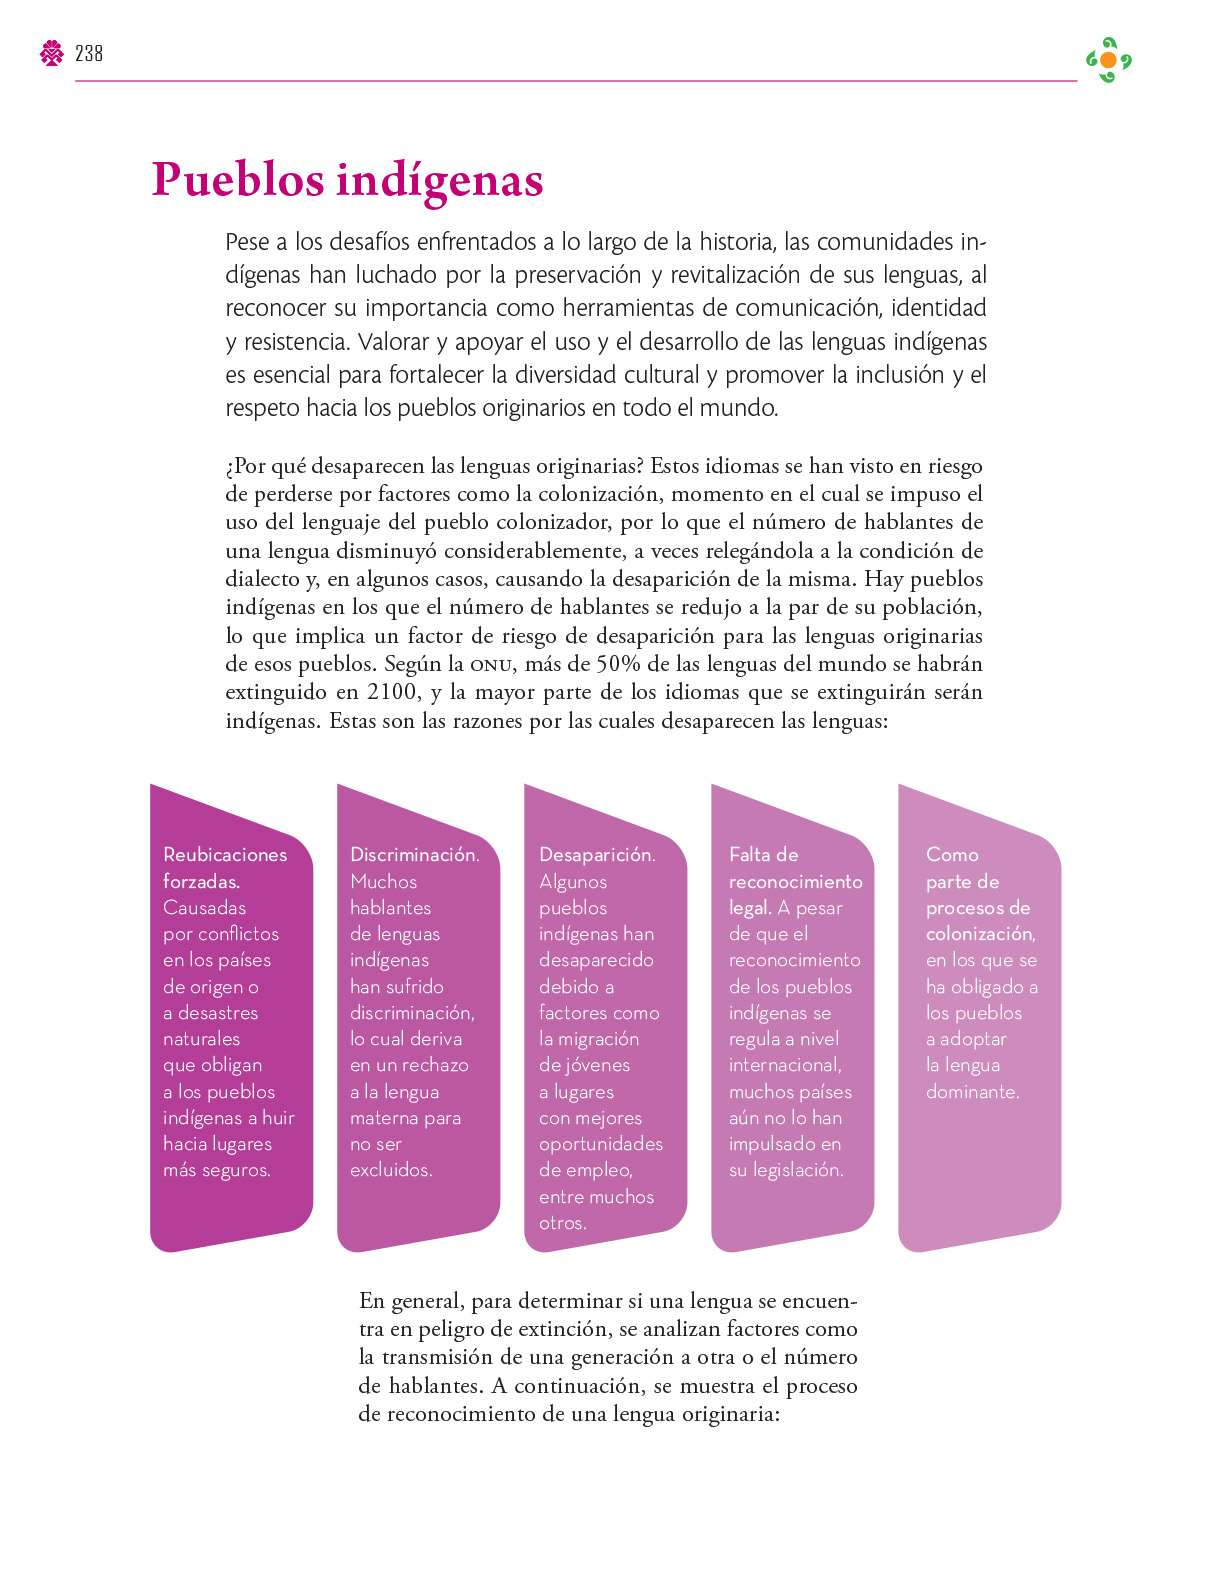 238
Pueblos indígenas
Pese a los desafíos enfrentados a lo largo de la historia, las comunidades in-
dígenas han luchado por la preservación y revitalización de sus lenguas, al
reconocer su importancia como herramientas de comunicación, identidad
y resistencia. Valorar y apoyar el uso y el desarrollo de las lenguas indígenas
es esencial para fortalecer la diversidad cultural y promover la inclusión y el
respeto hacia los pueblos originarios en todo el mundo.
¿Por qué desaparecen las lenguas originarias? Estos idiomas se han visto en riesgo
de perderse por factores como la colonización, momento en el cual se impuso el
uso del lenguaje del pueblo colonizador, por lo que el número de hablantes de
una lengua disminuyó considerablemente, a veces relegándola a la condición de
dialecto y, en algunos casos, causando la desaparición de la misma. Hay pueblos
indígenas en los que el número de hablantes se redujo a la par de su población,
lo que implica un factor de riesgo de desaparición para las lenguas originarias
de esos pueblos. Según la ONU, más de 50% de las lenguas del mundo se habrán
extinguido en 2100, y la mayor parte de los idiomas que se extinguirán serán
indígenas. Estas son las razones por las cuales desaparecen las lenguas:
Reubicaciones
forzadas.
Causadas
por conflictos
en los países
de origen o
a desastres
naturales
que obligan
a los pueblos
indígenas a huir
hacia lugares
más seguros.
Discriminación.
Muchos
hablantes
de lenguas
indígenas
han sufrido
discriminación,
lo cual deriva
en un rechazo
a la lengua
materna para
no ser
excluidos.
Desaparición.
Algunos
pueblos
indígenas han
desaparecido
debido a
factores como
la migración
de jóvenes
a lugares
con mejores
oportunidades
de empleo,
entre muchos
otros.
Falta de
reconocimiento
legal. A pesar
de que el
reconocimiento
de los pueblos
indígenas se
regula a nivel
internacional,
muchos países
aún no lo han
impulsado en
su legislación.
Como
parte de
procesos de
colonización,
en los que se
ha obligado a
los pueblos
a adoptar
la lengua
dominante.
En general, para determinar si una lengua se encuen-
tra en peligro de extinción, se analizan factores como
la transmisión de una generación a otra o el número
de hablantes. A continuación, se muestra el proceso
de reconocimiento de una lengua originaria: